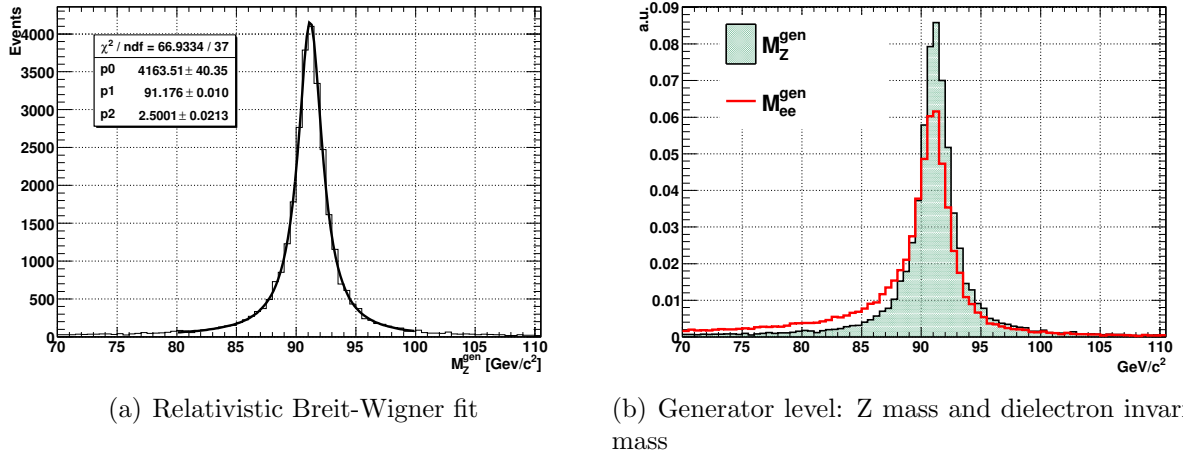 Events
4000
3500
3000
2500
2000
1500
1000
500
0
χ² / ndf = 66.9334 / 37
p0 4163.51 ± 40.35
p1 91.176 ± 0.010
p2 2.5001 ± 0.0213
70 75 80 85 90 95 100 105 110
M_Z^gen [Gev/c²]
(a) Relativistic Breit-Wigner fit
a.u.
0.09
0.08
0.07
0.06
0.05
0.04
0.03
0.02
0.01
0
M_Z^gen
M_ee^gen
70 75 80 85 90 95 100 105 110
GeV/c²
(b) Generator level: Z mass and dielectron invari
mass